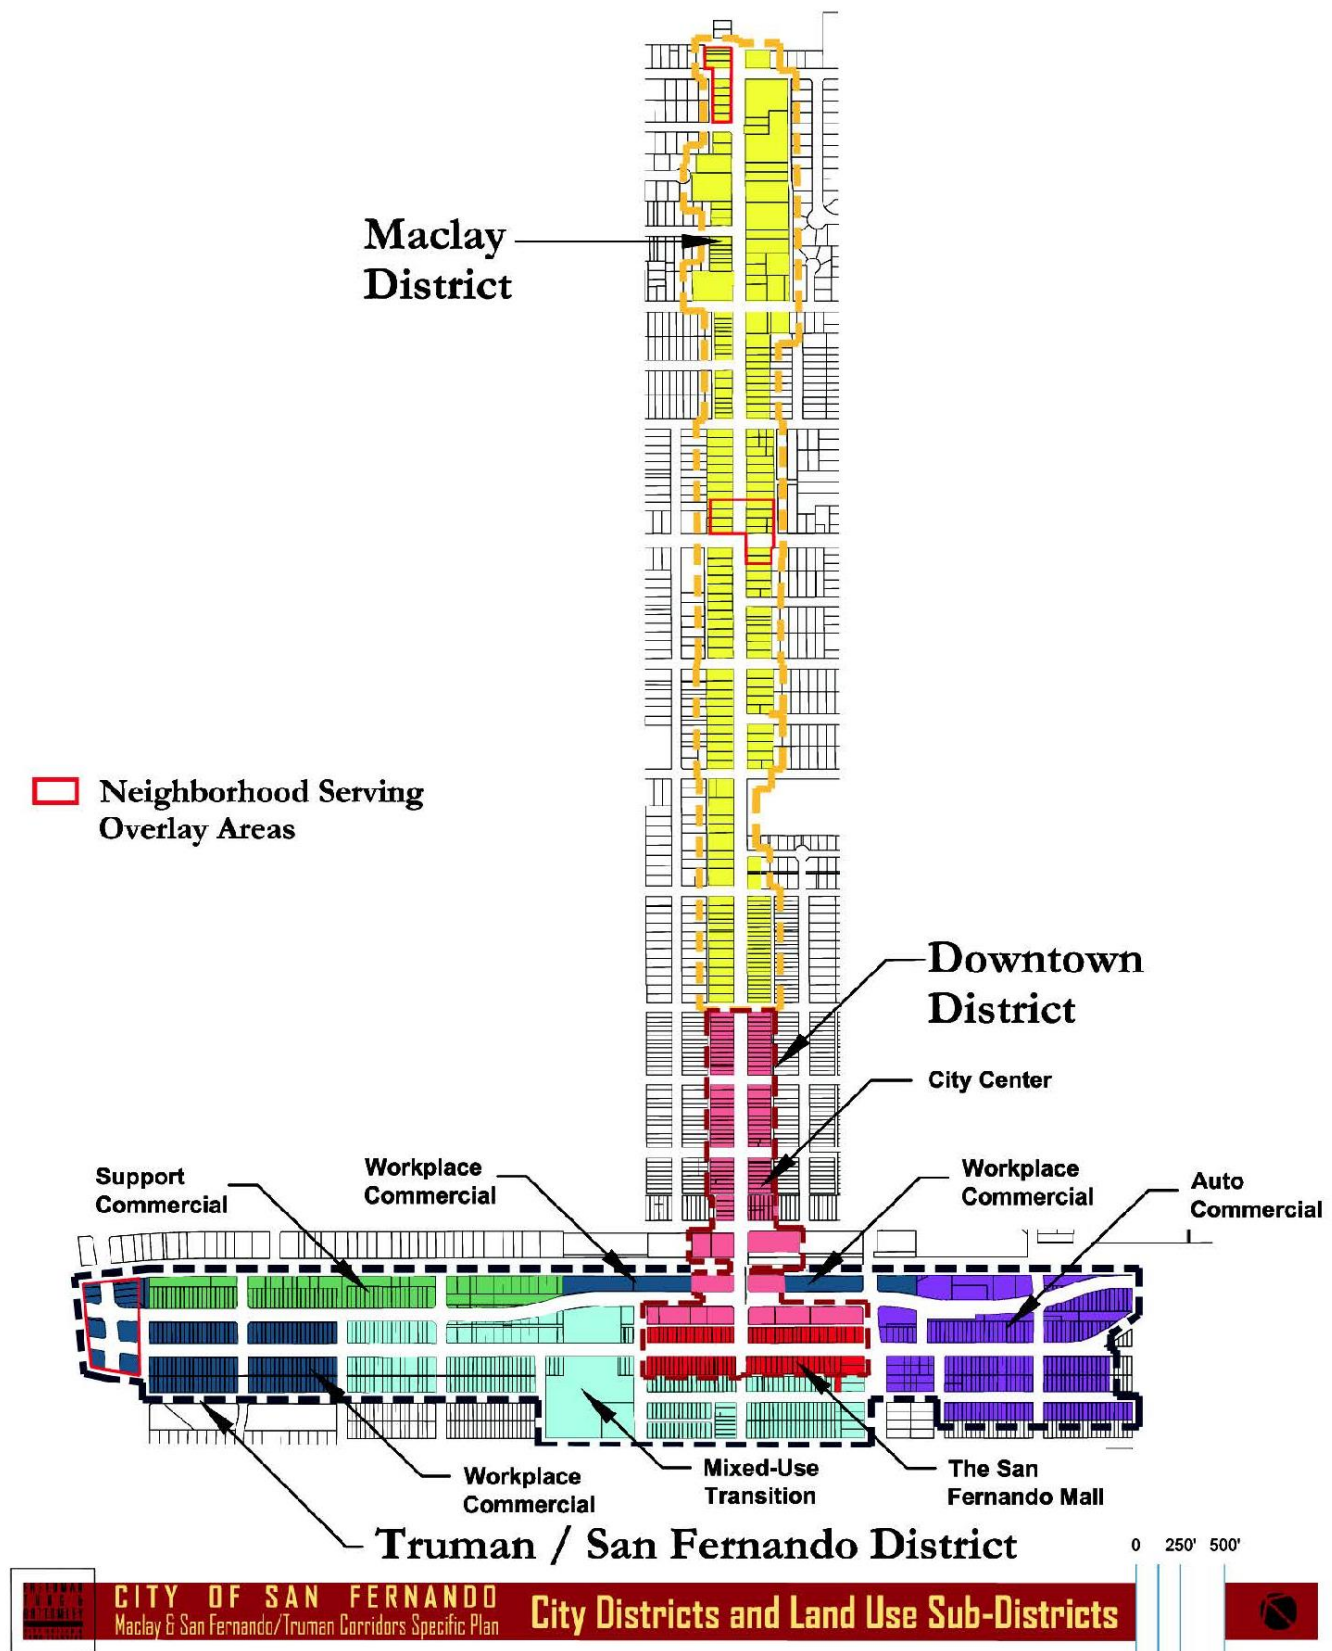 Maclay
District
Neighborhood Serving
Overlay Areas
Downtown
District
City Center
Support
Commercial
Workplace
Commercial
Workplace
Commercial
Auto
Commercial
Workplace
Commercial
Mixed-Use
Transition
The San
Fernando Mall
Truman / San Fernando District
0 250' 500'
CITY OF SAN FERNANDO
Maclay & San Fernando/Truman Corridors Specific Plan
City Districts and Land Use Sub-Districts